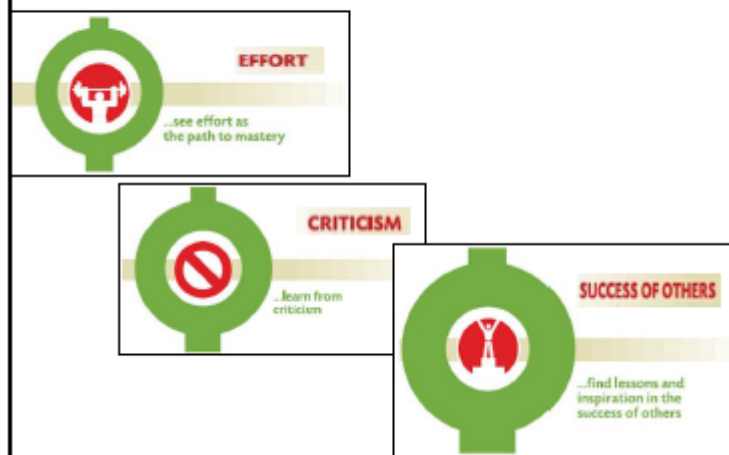 EFFORT
...see effort as
the path to mastery
CRITICISM
...learn from
criticism
SUCCESS OF OTHERS
...find lessons and
inspiration in the
success of others